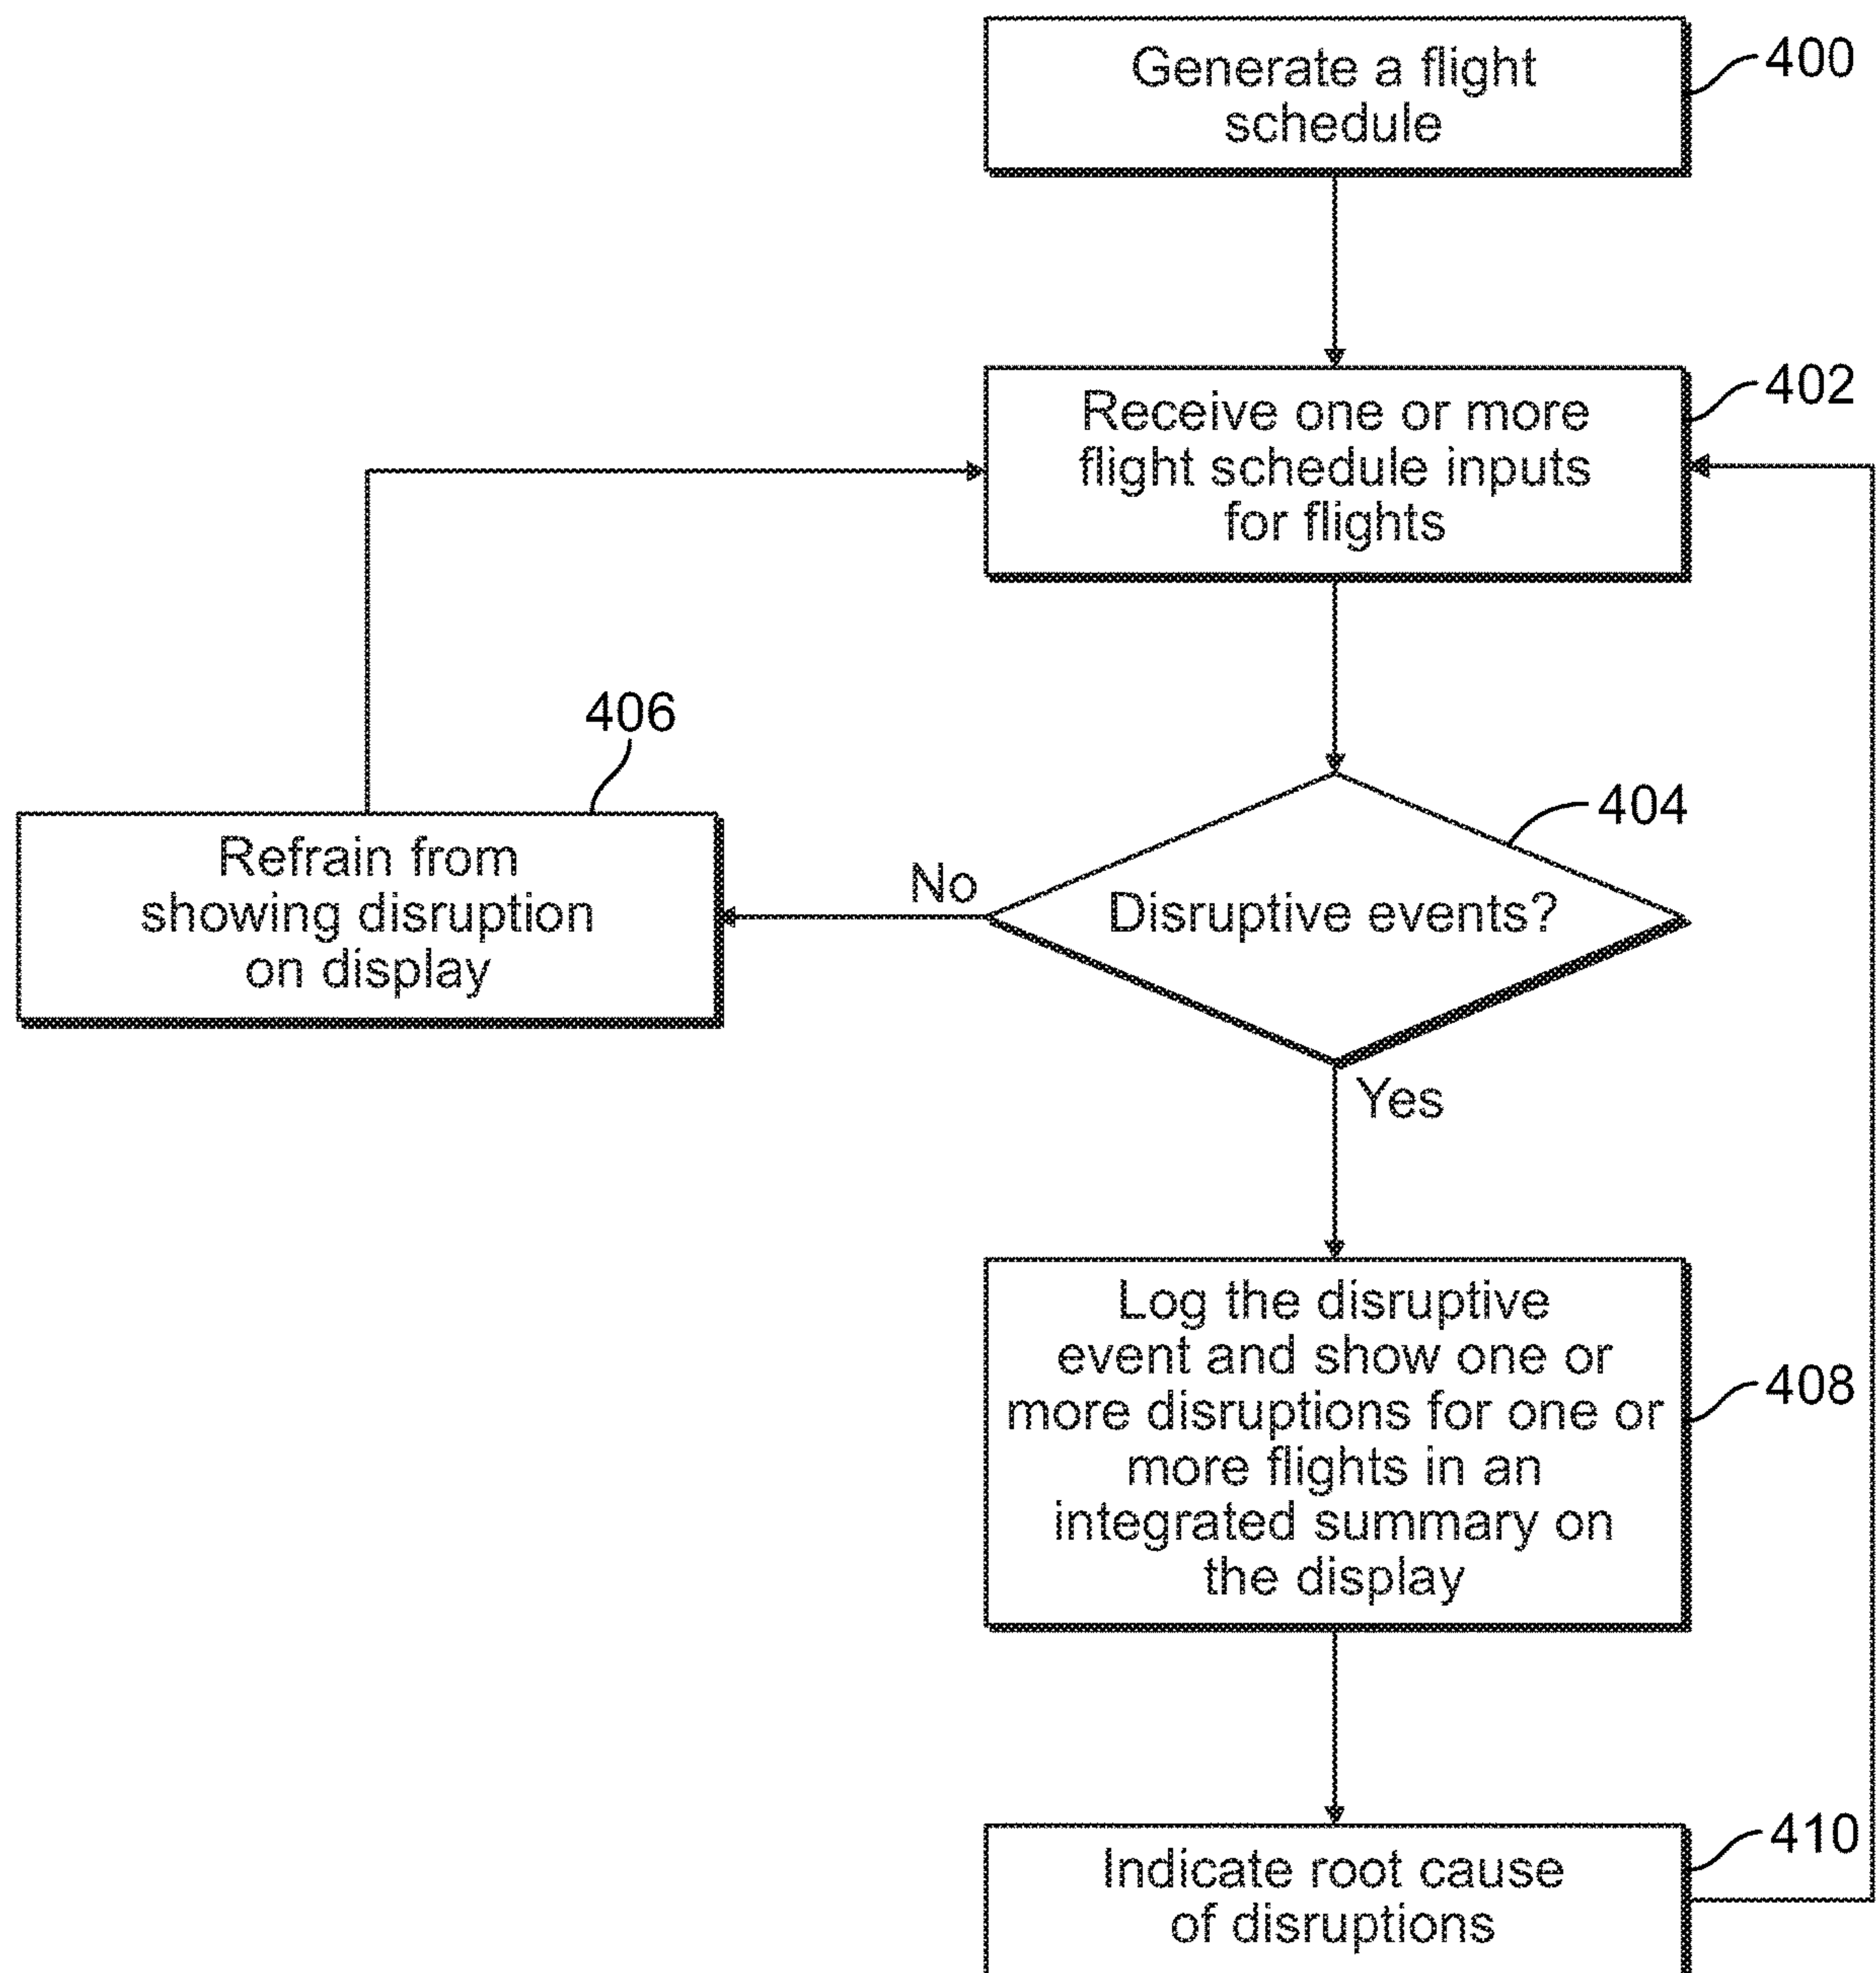 Generate a flight
schedule
400
Receive one or more
flight schedule inputs
for flights
402
406
Refrain from
showing disruption
on display
No
Disruptive events?
404
Yes
Log the disruptive
event and show one or
more disruptions for one or
more flights in an
integrated summary on
the display
408
Indicate root cause
of disruptions
410